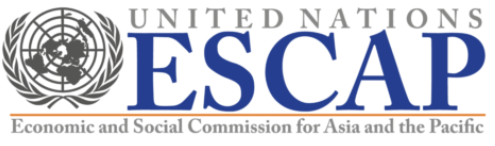 UNITED NATIONS
ESCAP
Economic and Social Commission for Asia and the Pacific